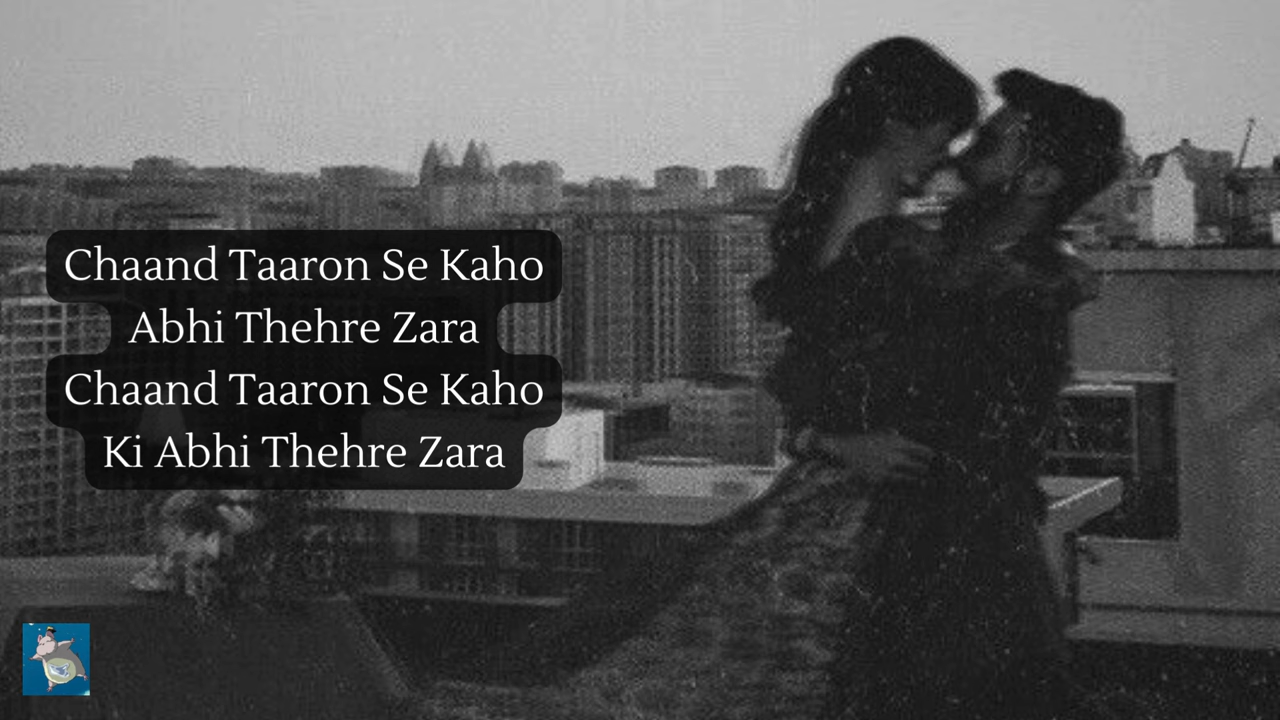 Chaand Taaron Se Kaho
Abhi Thehre Zara
Chaand Taaron Se Kaho
Ki Abhi Thehre Zara